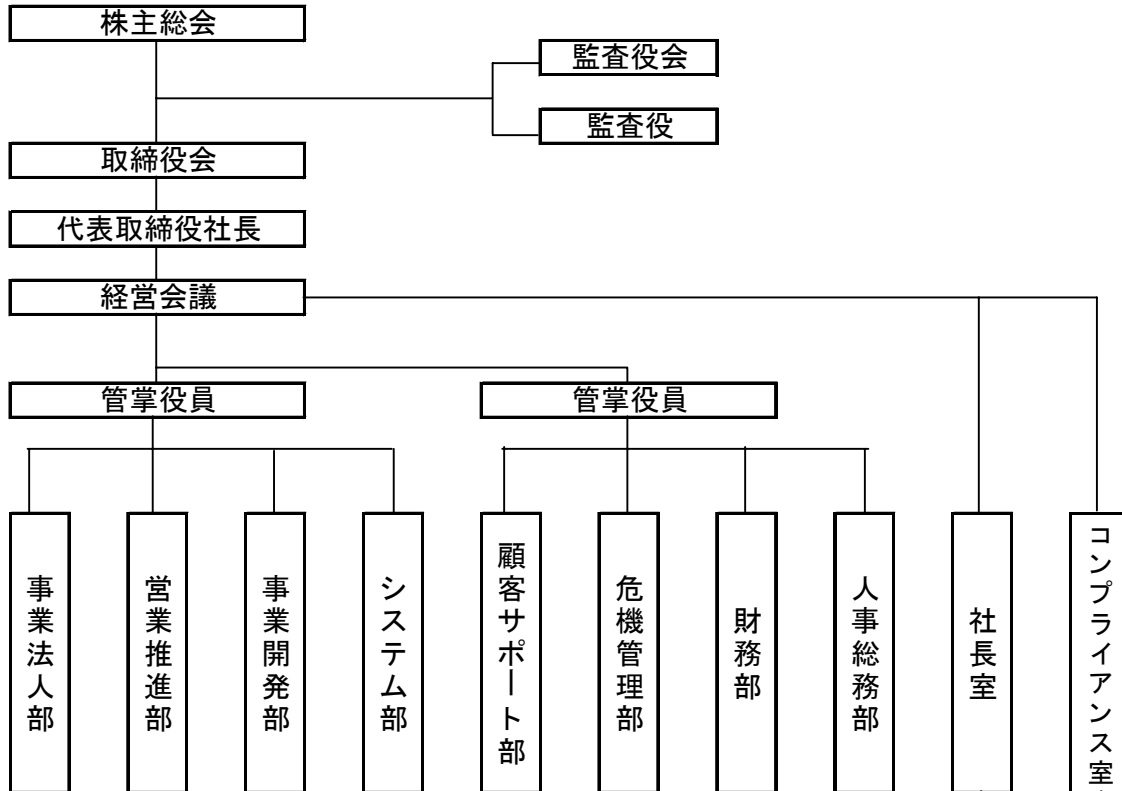 株主総会
監査役会
監査役
取締役会
代表取締役社長
経営会議
管掌役員
管掌役員
事業法人部
営業推進部
事業開発部
システム部
顧客サポート部
危機管理部
財務部
人事総務部
社長室
コンプライアンス室